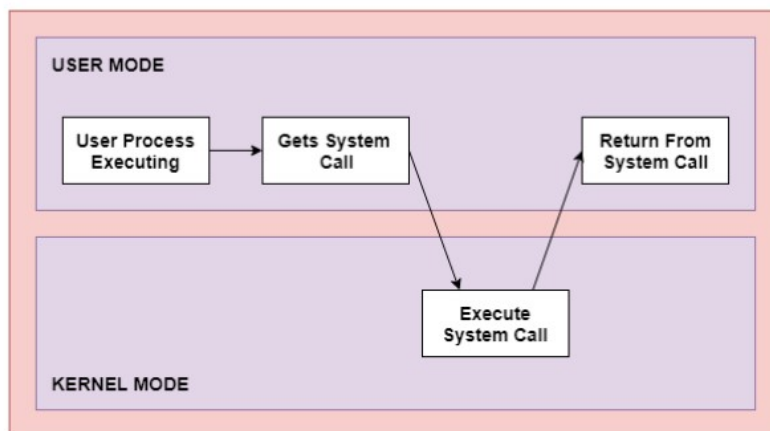 USER MODE
User Process
Executing
Gets System
Call
Return From
System Call
Execute
System Call
KERNEL MODE